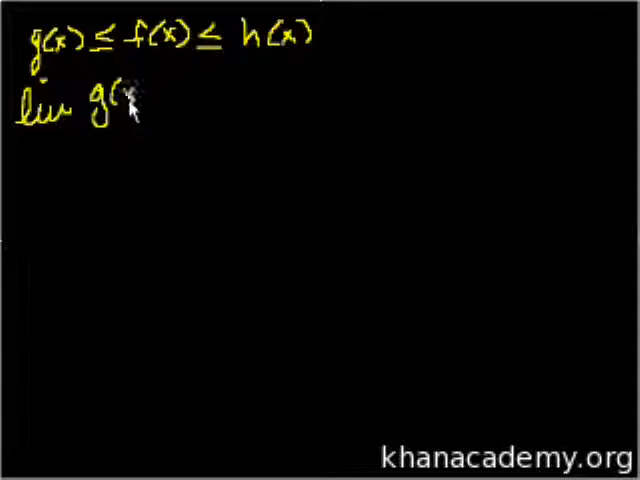 g(x) ≤ f(x) ≤ h(x)
lim g(x
khanacademy.org